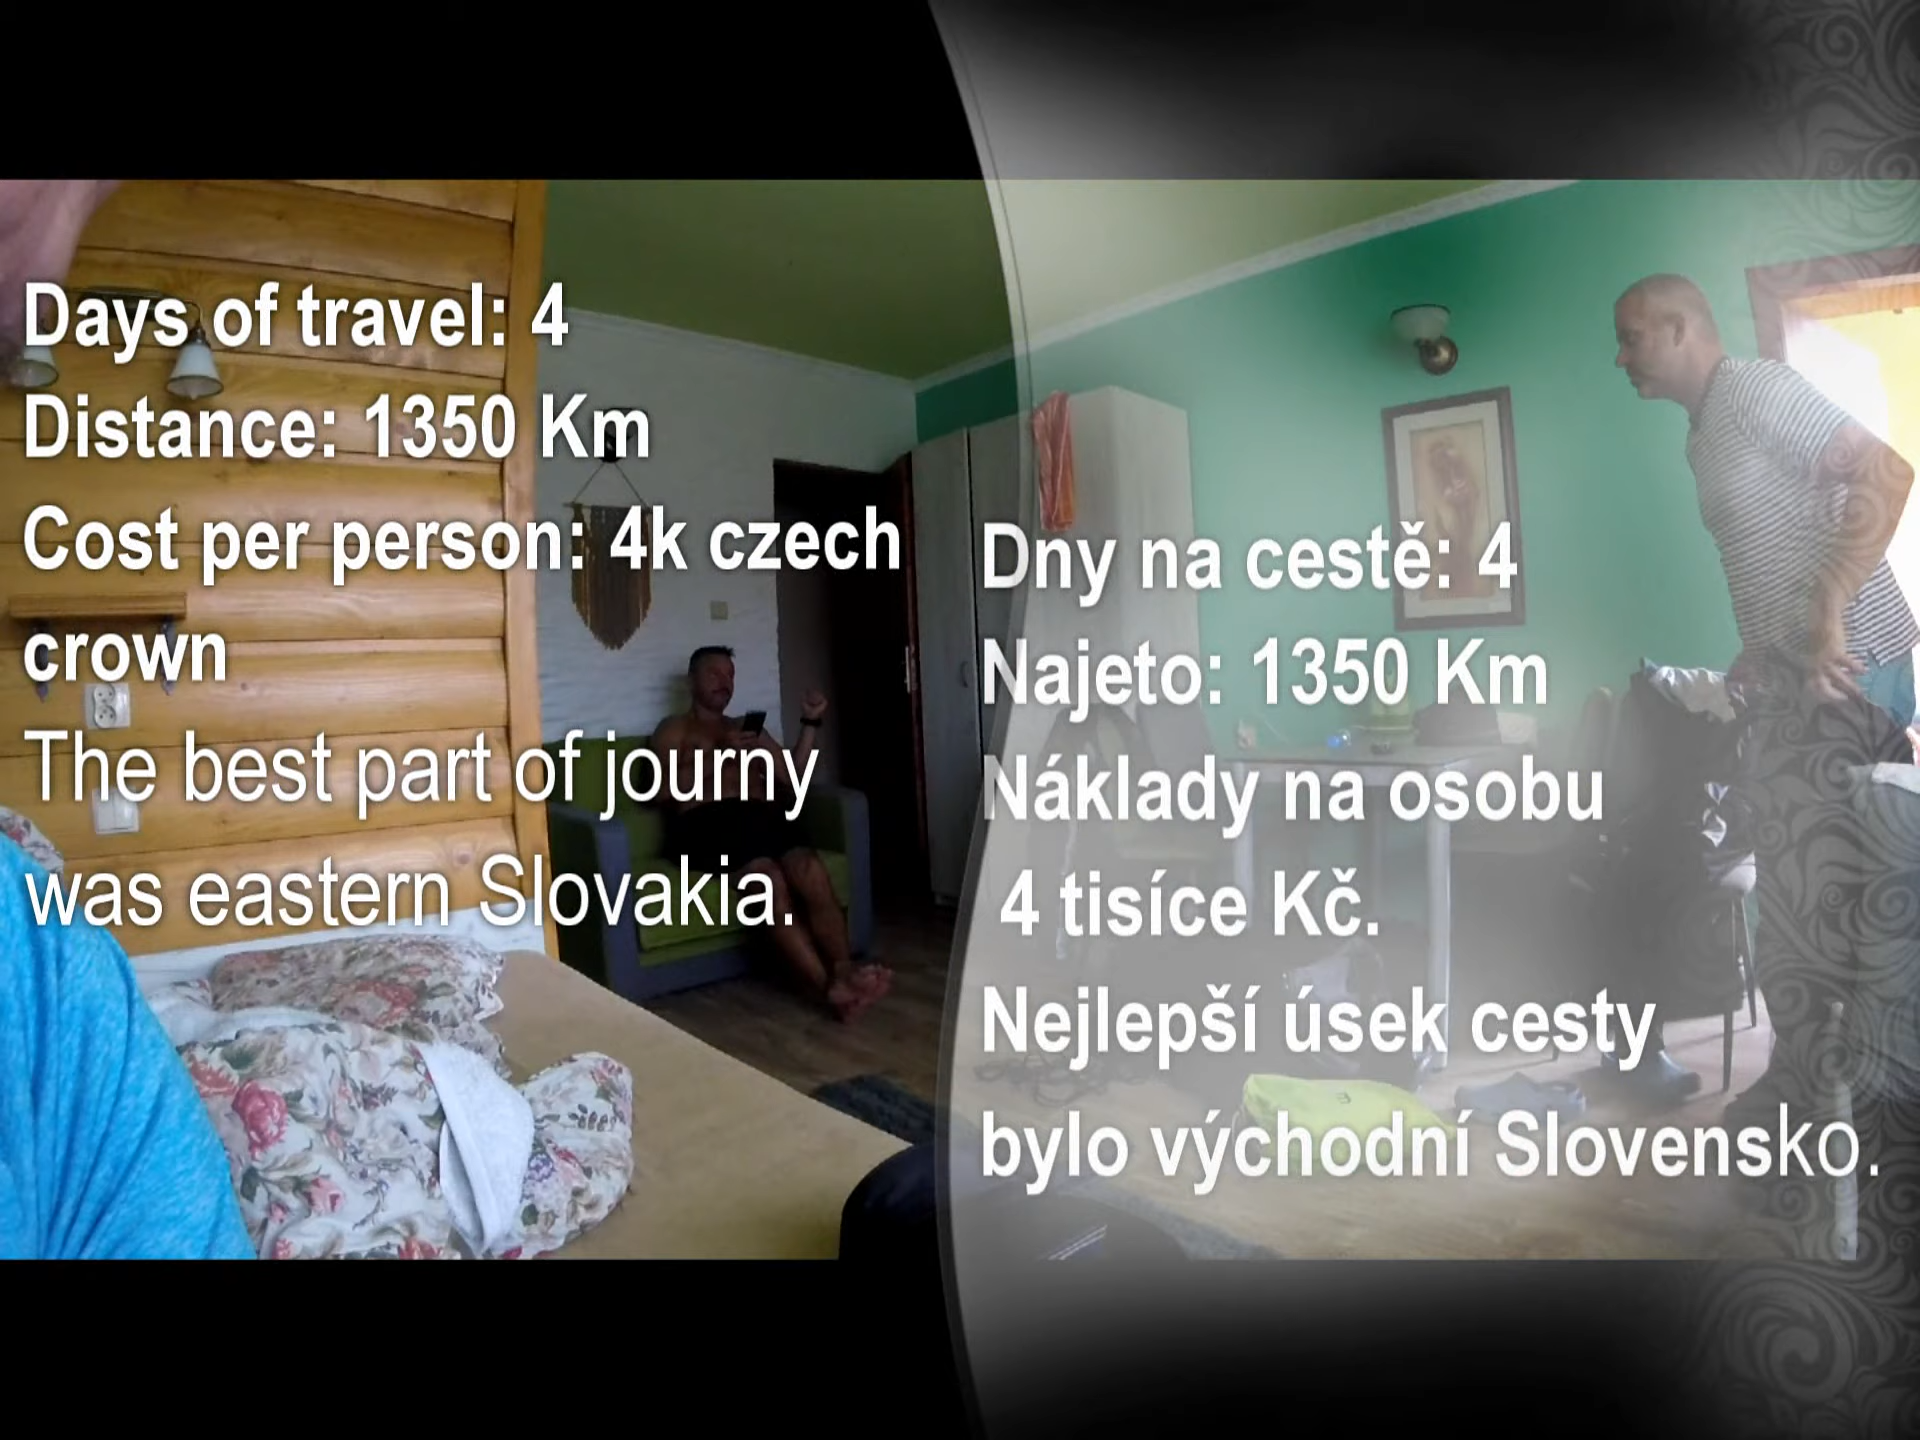 Days of travel: 4
Distance: 1350 Km
Cost per person: 4k czech
crown
The best part of journy
was eastern Slovakia.
Dny na cestě: 4
Najeto: 1350 Km
Náklady na osobu
4 tisíce Kč.
Nejlepší úsek cesty
bylo východní Slovensko.